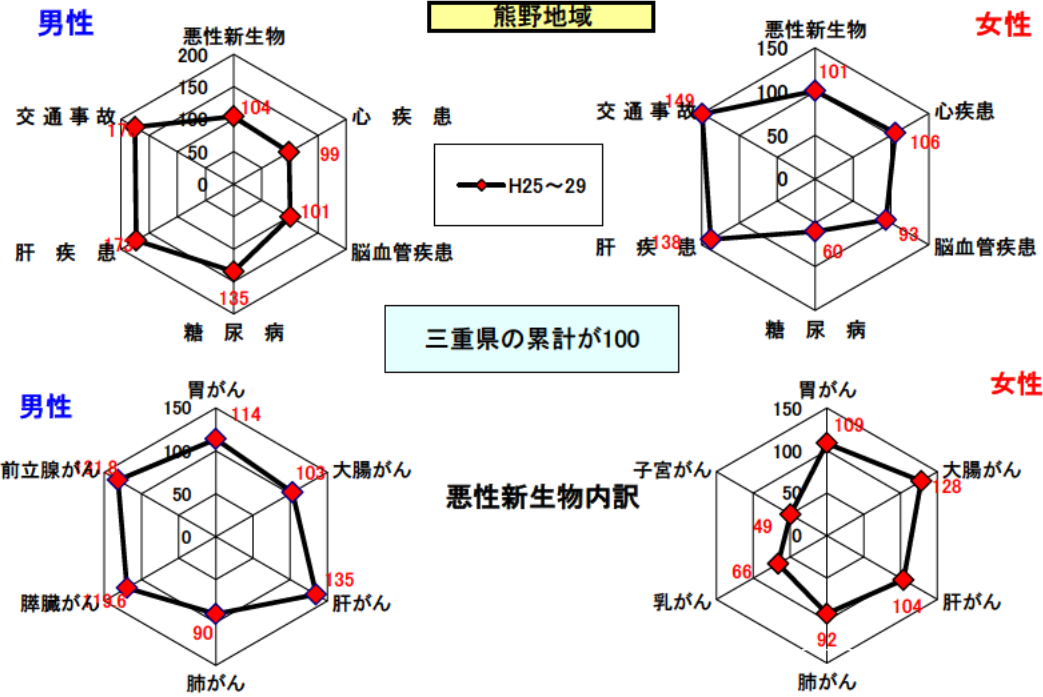 熊野地域
男性
悪性新生物
200
150
100
50
0
心 疾 患
脳血管疾患
糖 尿 病
肝 疾 患
交 通 事 故
104
99
101
135
H25～29
女性
悪性新生物
150
100
50
0
心疾患
脳血管疾患
糖 尿 病
肝 疾 患
交 通 事 故
101
106
93
60
138
149
三重県の累計が100
男性
胃がん
150
100
50
0
大腸がん
肝がん
肺がん
膵臓がん
前立腺がん
114
103
135
90
119.6
131.8
悪性新生物内訳
女性
胃がん
150
100
50
0
大腸がん
肝がん
肺がん
乳がん
子宮がん
109
128
104
92
66
49